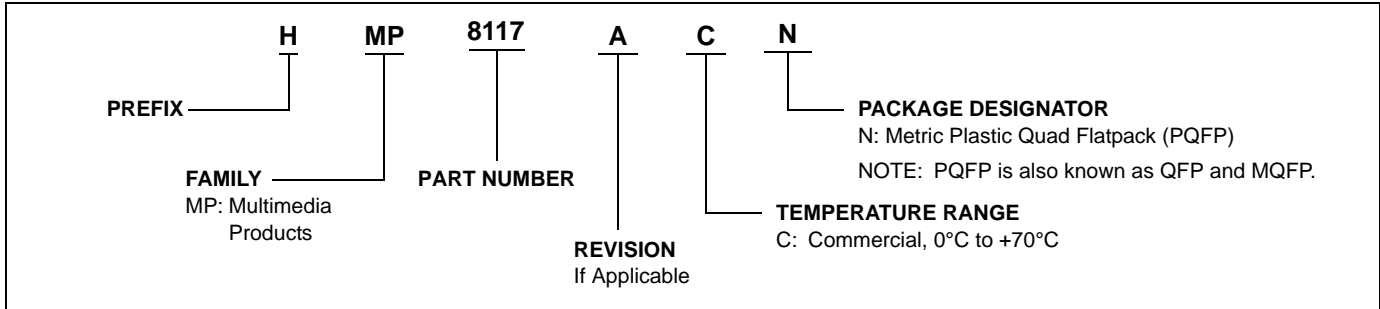 H MP 8117 A C N
PREFIX
PACKAGE DESIGNATOR
N: Metric Plastic Quad Flatpack (PQFP)
NOTE: PQFP is also known as QFP and MQFP.
FAMILY
MP: Multimedia
Products
PART NUMBER
TEMPERATURE RANGE
C: Commercial, 0°C to +70°C
REVISION
If Applicable